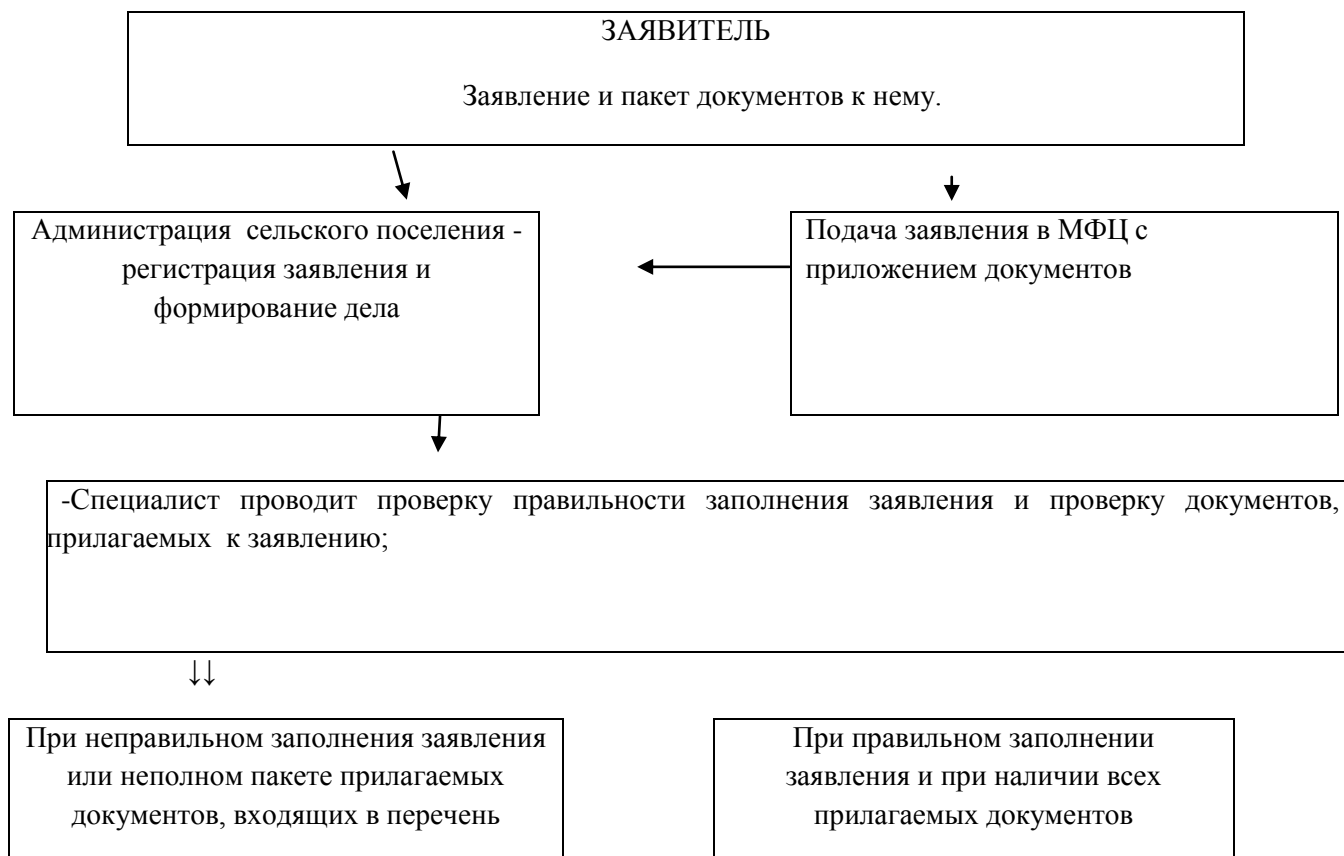 ЗАЯВИТЕЛЬ
Заявление и пакет документов к нему.
Администрация сельского поселения -
регистрация заявления и
формирование дела
Подача заявления в МФЦ с
приложением документов
-Специалист проводит проверку правильности заполнения заявления и проверку документов,
прилагаемых к заявлению;
↓↓
При неправильном заполнения заявления
или неполном пакете прилагаемых
документов, входящих в перечень
При правильном заполнении
заявления и при наличии всех
прилагаемых документов